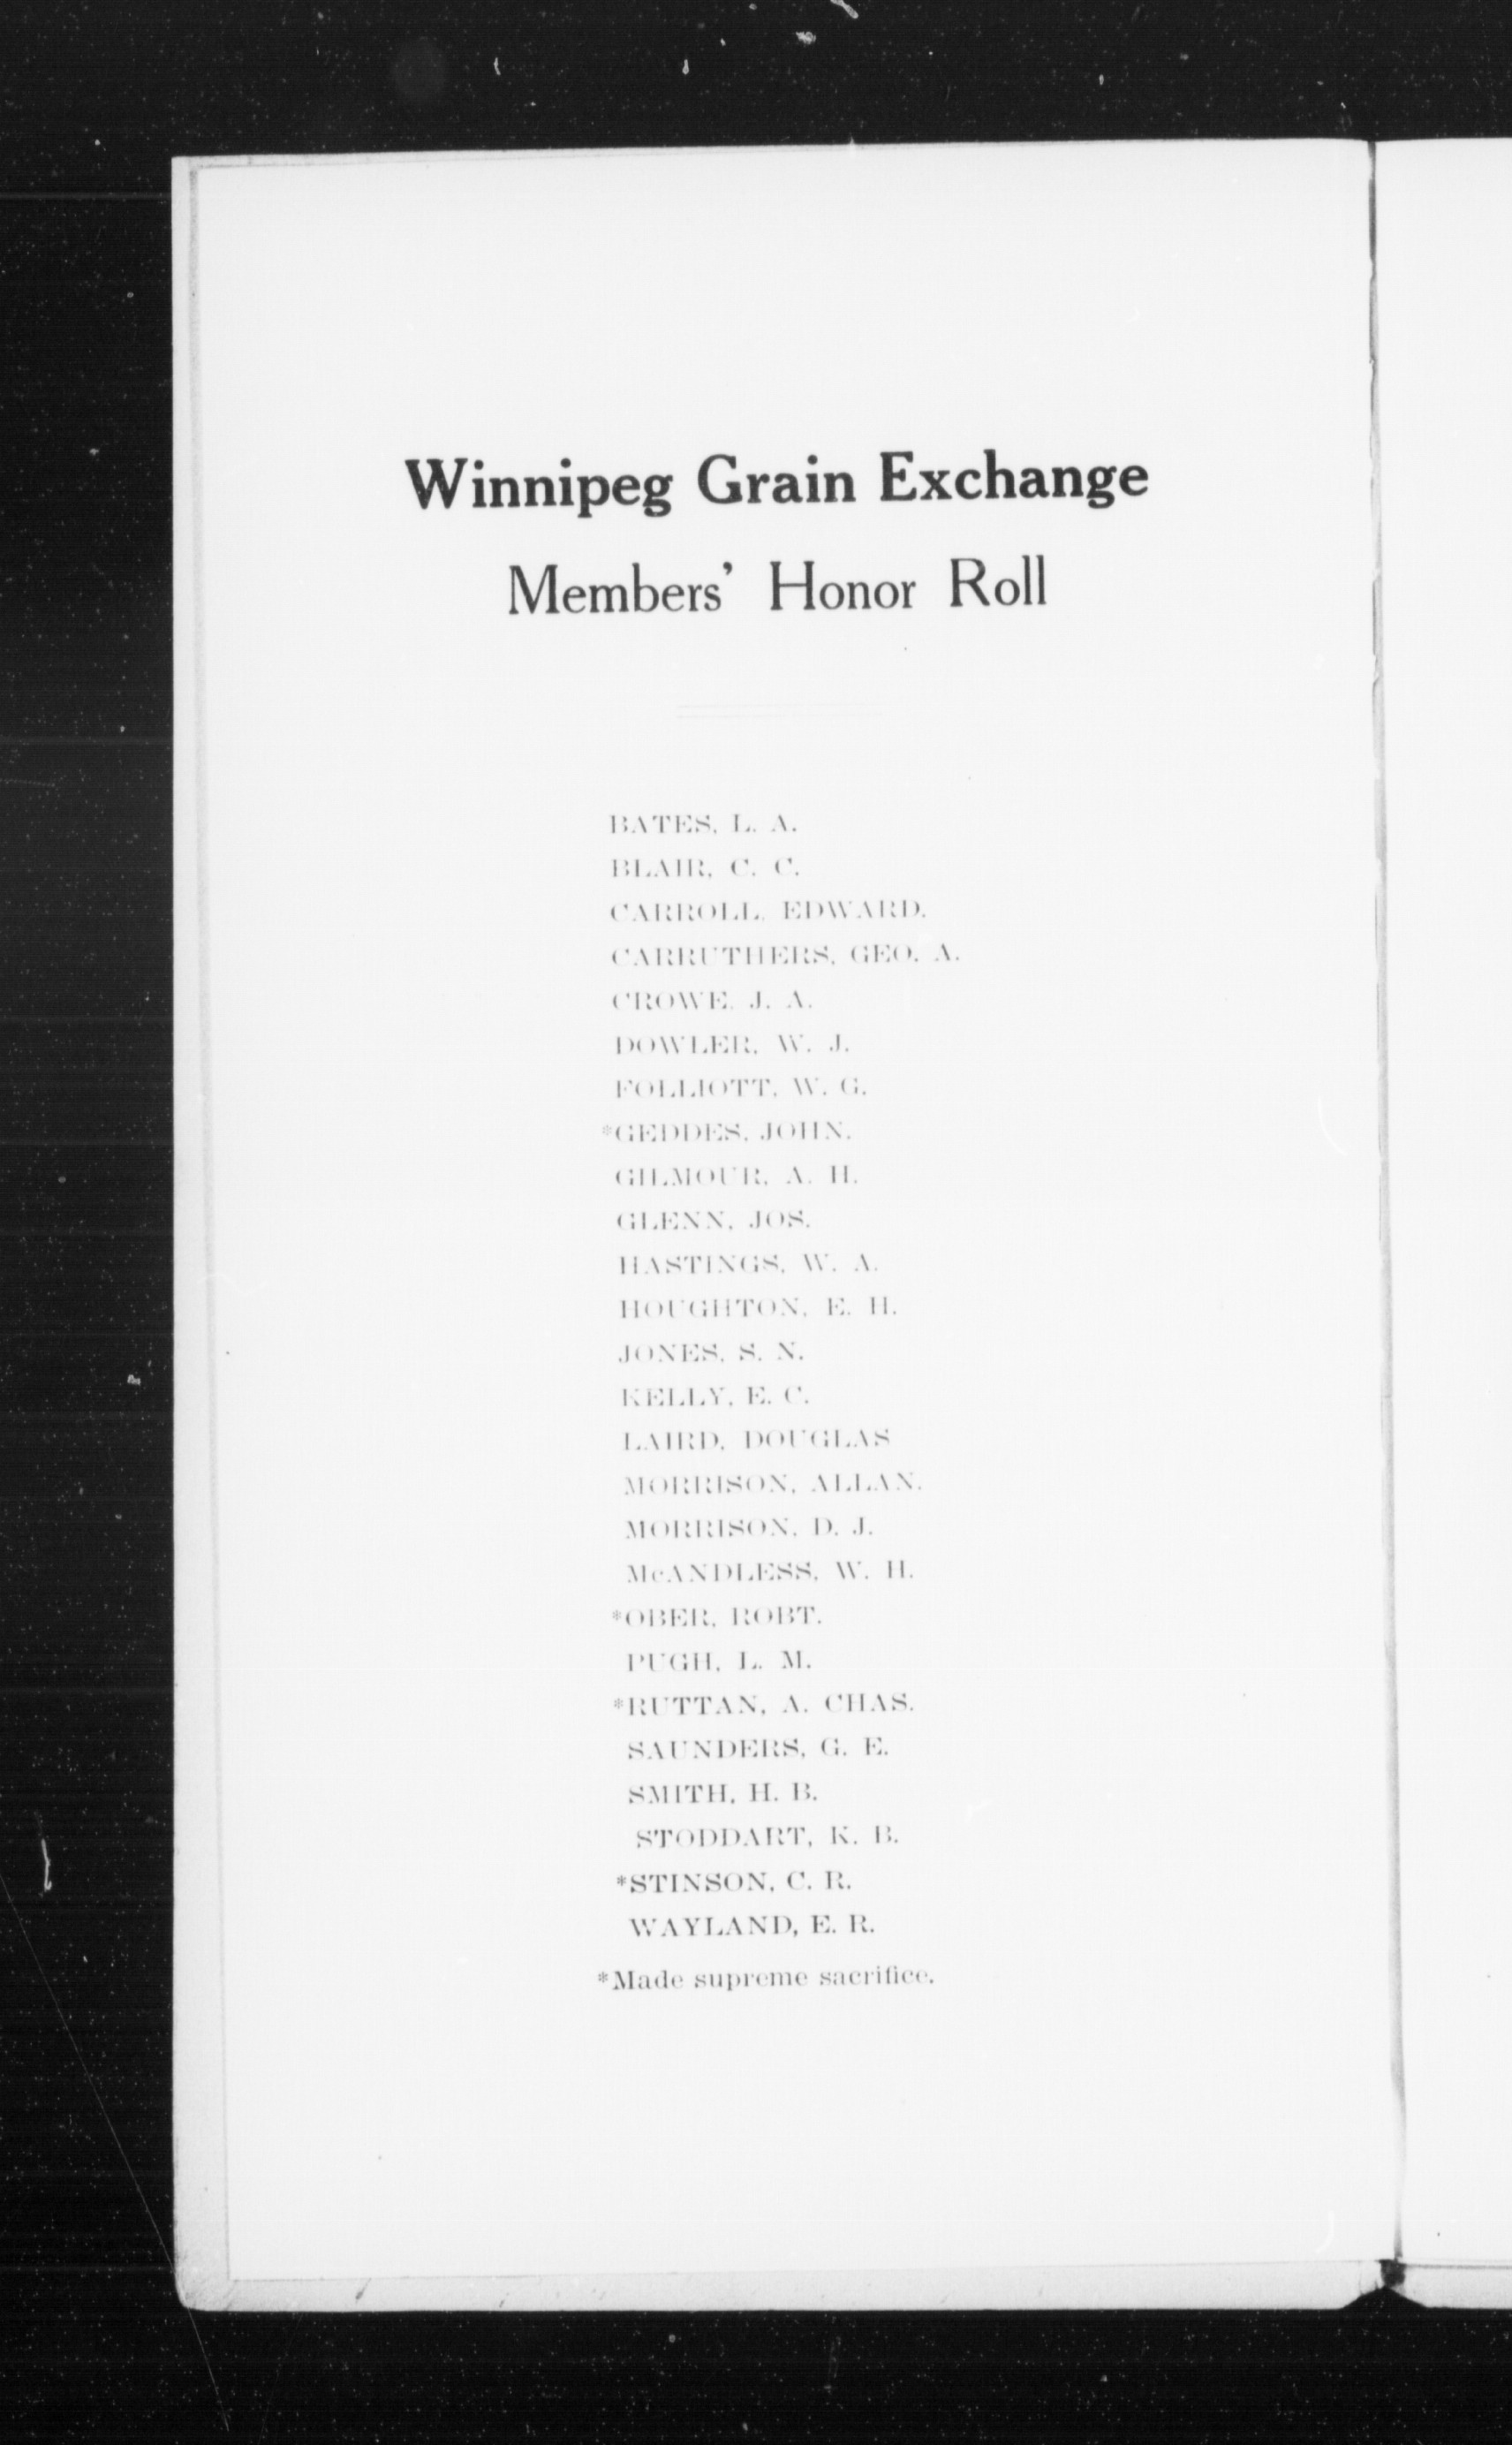 Winnipeg Grain Exchange
Members' Honor Roll
BATES, L. A.
BLAIR, C. C.
CARROLL, EDWARD.
CARRUTHERS, GEO. A.
CROWE, J. A.
DOWLER, W. J.
FOLLIOTT, W. G.
*GEDDES, JOHN.
GILMOUR, A. H.
GLENN, JOS.
HASTINGS, W. A.
HOUGHTON, E. H.
JONES, S. N.
KELLY, E. C.
LAIRD, DOUGLAS
MORRISON, ALLAN.
MORRISON, D. J.
McANDLESS, W. H.
*OBER, ROBT.
PUGH, L. M.
*RUTTAN, A. CHAS.
SAUNDERS, G. E.
SMITH, H. B.
STODDART, K. B.
*STINSON, C. R.
WAYLAND, E. R.
*Made supreme sacrifice.